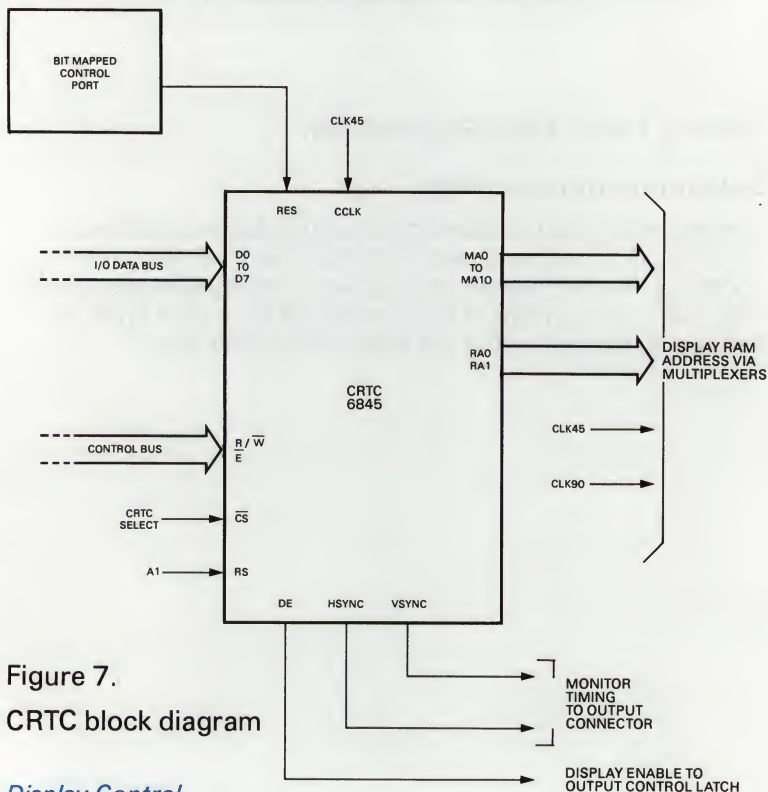 BIT MAPPED
CONTROL
PORT
CLK45
RES
CCLK
I/O DATA BUS
D0
TO
D7
MA0
TO
MA10
RA0
RA1
DISPLAY RAM
ADDRESS VIA
MULTIPLEXERS
CRTC
6845
CLK45
CONTROL BUS
R / W̅
E̅
CLK90
CRTC
SELECT
C̅S̅
A1
RS
DE
HSYNC
VSYNC
Figure 7.
CRTC block diagram
MONITOR
TIMING
TO OUTPUT
CONNECTOR
Display Control
DISPLAY ENABLE TO
OUTPUT CONTROL LATCH